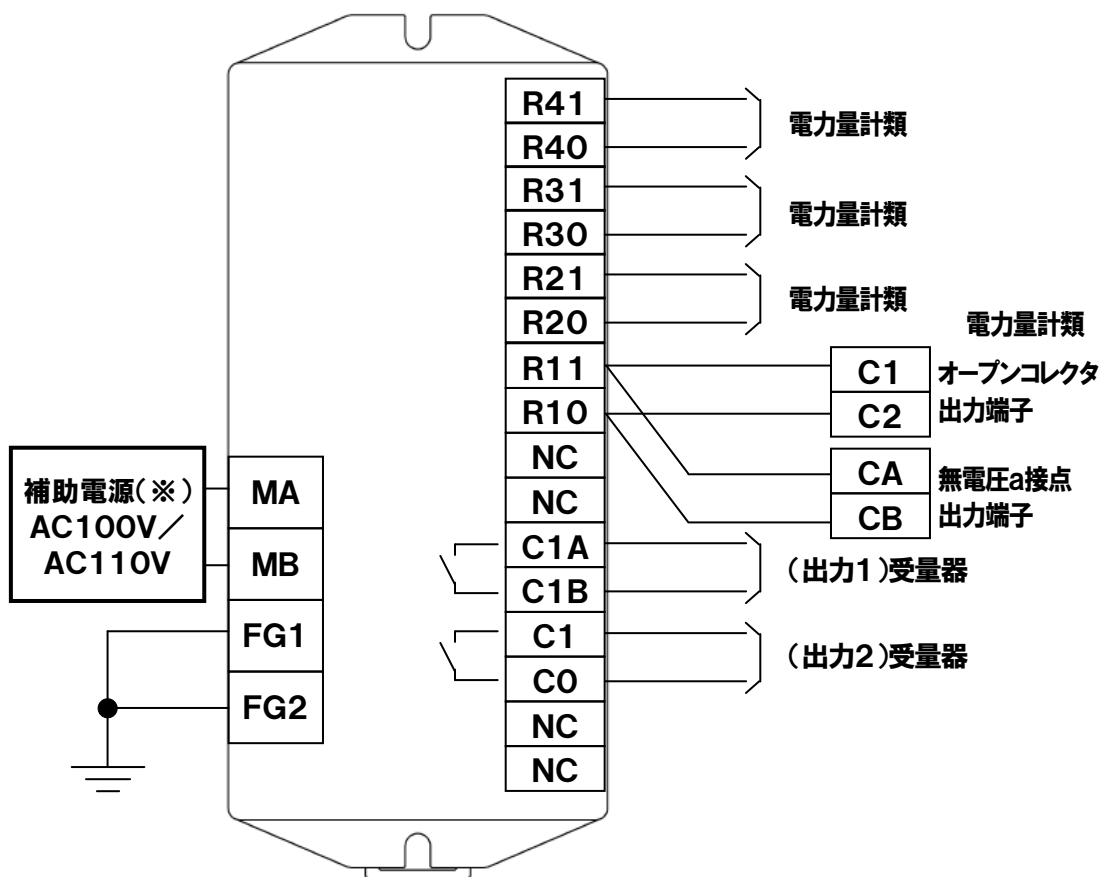 R41
R40
電力量計類
R31
R30
電力量計類
R21
R20
電力量計類
電力量計類
R11
R10
C1
C2
オープンコレクタ
出力端子
CA
CB
無電圧a接点
出力端子
NC
NC
C1A
C1B
(出力1)受量器
C1
C0
(出力2)受量器
NC
NC
補助電源(※)
AC100V/
AC110V
MA
MB
FG1
FG2